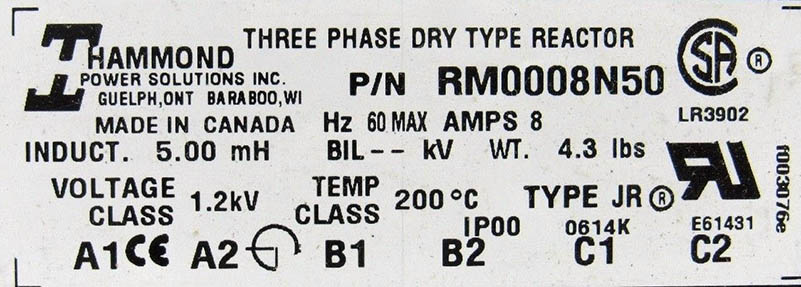 THREE PHASE DRY TYPE REACTOR
HAMMOND
POWER SOLUTIONS INC.
GUELPH,ONT BARABOO,WI
P/N RM0008N50
SA ®
LR3902
MADE IN CANADA Hz 60 MAX AMPS 8
INDUCT. 5.00 mH BIL-- kV WT. 4.3 lbs
VOLTAGE CLASS 1.2kV TEMP CLASS 200 °C TYPE JR ®
IP00 0614K E61431
A1 CE A2 B1 B2 C1 C2
f003076e